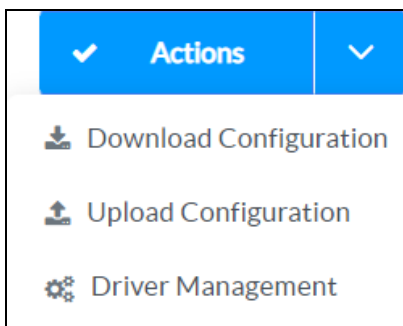 Actions
Download Configuration
Upload Configuration
Driver Management